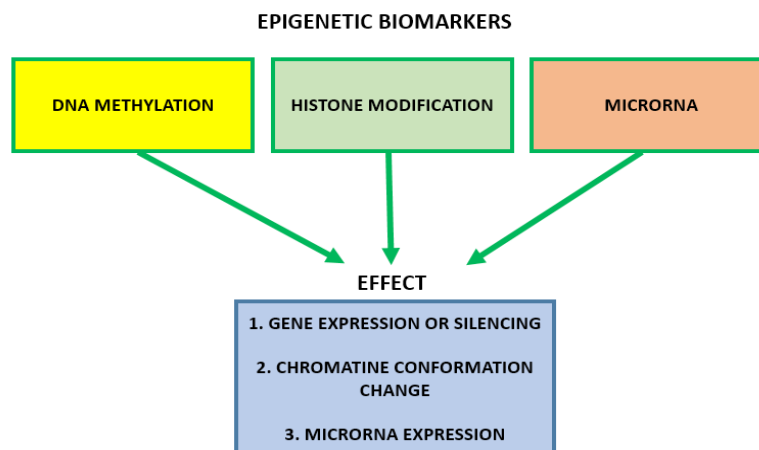 EPIGENETIC BIOMARKERS
DNA METHYLATION
HISTONE MODIFICATION
MICRORNA
EFFECT
1. GENE EXPRESSION OR SILENCING
2. CHROMATINE CONFORMATION
CHANGE
3. MICRORNA EXPRESSION